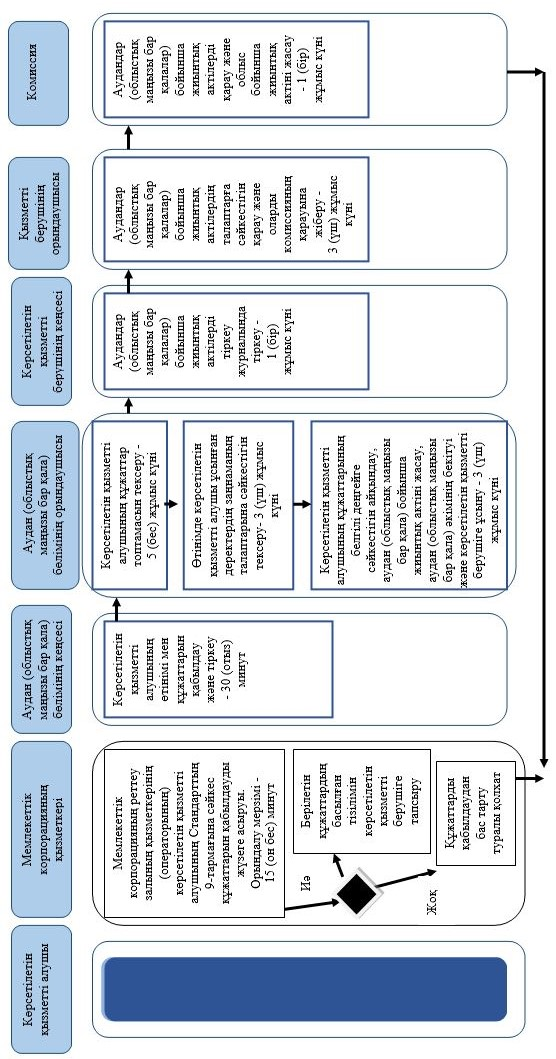 Көрсетілетін
қызметті алушы
Мемлекеттік
корпорацияның
қызметкері
Аудан (облыстық
маңызы бар қала)
бөлімінің кеңсесі
Аудан (облыстық
маңызы бар қала)
бөлімінің орындаушысы
Көрсетілетін
қызметті
берушінің кеңсесі
Қызметті
берушінің
орындаушысы
Комиссия
Мемлекеттік
корпорацияның реттеу
залының қызметкерінің
(операторының)
көрсетілетін қызметті
алушының Стандарттың
9-тармағына сәйкес
құжаттарын қабылдауды
жүзеге асыруы.
Орындалу мерзімі -
15 (он бес) минут
Иә
Жоқ
Берілетін
құжаттардың
басылған
тізілімін
көрсетілетін
қызметті
берушіге
тапсыру
Құжаттарды
қабылдаудан
бас тарту
туралы қолхат
Көрсетілетін
қызметті
алушының
өтінімі мен
құжаттарын
қабылдау
және тіркеу
- 30 (отыз)
минут
Көрсетілетін қызметті
алушының құжаттар
топтамасын тексеру -
5 (бес) жұмыс күні
Өтінімде көрсетілетін
қызметті алушы ұсынған
деректердің заңнаманың
талаптарына сәйкестігін
тексеру- 3 (үш) жұмыс
күні
Көрсетілетін қызметті
алушының құжаттарының
белгілі деңгейге
сәйкестігін айқындау,
аудан (облыстық маңызы
бар қала) бойынша
жиынтық актіні жасау,
аудан (облыстық маңызы
бар қала) әкімінің бекітуі
және көрсетілетін қызметті
берушіге ұсыну - 3 (үш)
жұмыс күні
Аудандар
(облыстық
маңызы бар
қалалар)
бойынша
жиынтық
актілерді
тіркеу
журналында
тіркеу -
1 (бір)
жұмыс күні
Аудандар
(облыстық
маңызы бар
қалалар)
бойынша
жиынтық
актілердің
талаптарға
сәйкестігін
қарау және
оларды
комиссияның
қарауына
жіберу -
3 (үш) жұмыс
күні
Аудандар
(облыстық
маңызы бар
қалалар)
бойынша
жиынтық
актілерді
қарау және
облыс
бойынша
жиынтық
актіні жасау
- 1 (бір)
жұмыс күні